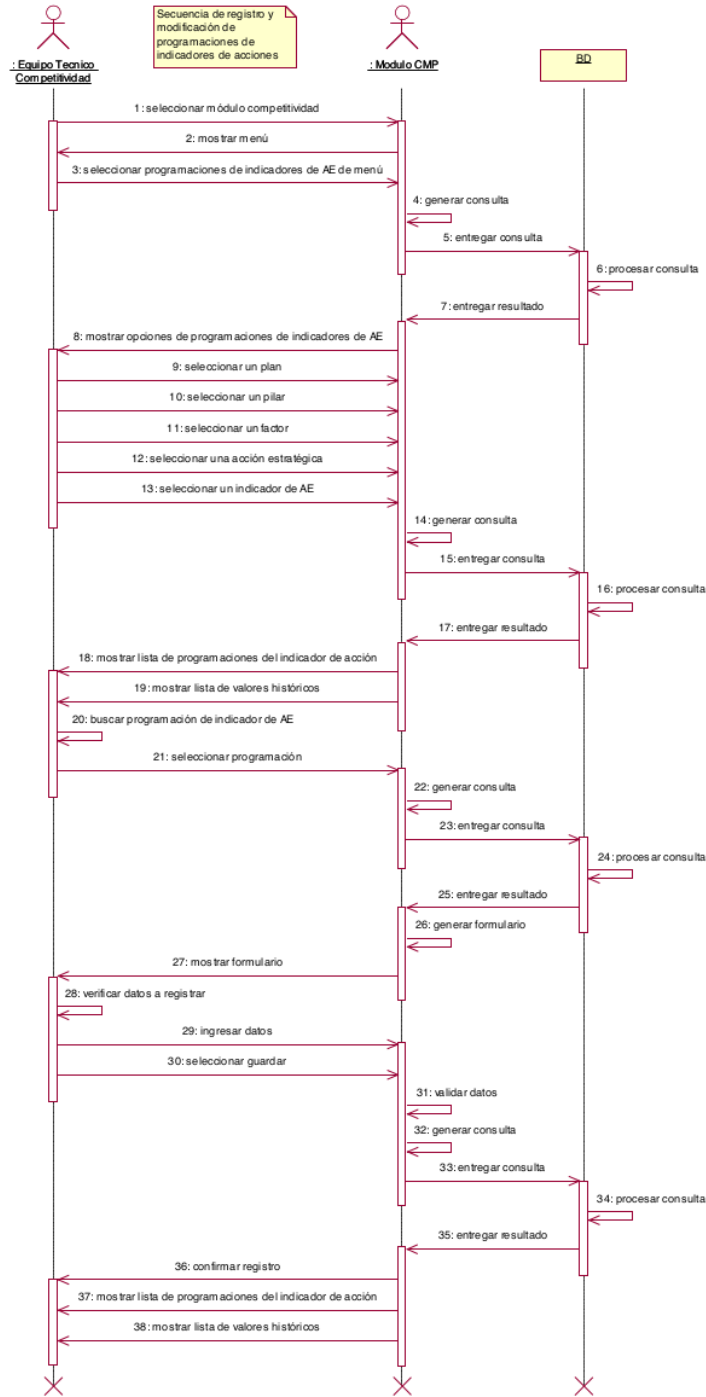 Secuencia de registro y
modificación de
programaciones de
indicadores de acciones
: Equipo Tecnico
Competitividad
: Modulo CMP
BD
1: seleccionar módulo competitividad
2: mostrar menú
3: seleccionar programaciones de indicadores de AE de menú
4: generar consulta
5: entregar consulta
6: procesar consulta
7: entregar resultado
8: mostrar opciones de programaciones de indicadores de AE
9: seleccionar un plan
10: seleccionar un pilar
11: seleccionar un factor
12: seleccionar una acción estratégica
13: seleccionar un indicador de AE
14: generar consulta
15: entregar consulta
16: procesar consulta
17: entregar resultado
18: mostrar lista de programaciones del indicador de acción
19: mostrar lista de valores históricos
20: buscar programación de indicador de AE
21: seleccionar programación
22: generar consulta
23: entregar consulta
24: procesar consulta
25: entregar resultado
26: generar formulario
27: mostrar formulario
28: verificar datos a registrar
29: ingresar datos
30: seleccionar guardar
31: validar datos
32: generar consulta
33: entregar consulta
34: procesar consulta
35: entregar resultado
36: confirmar registro
37: mostrar lista de programaciones del indicador de acción
38: mostrar lista de valores históricos